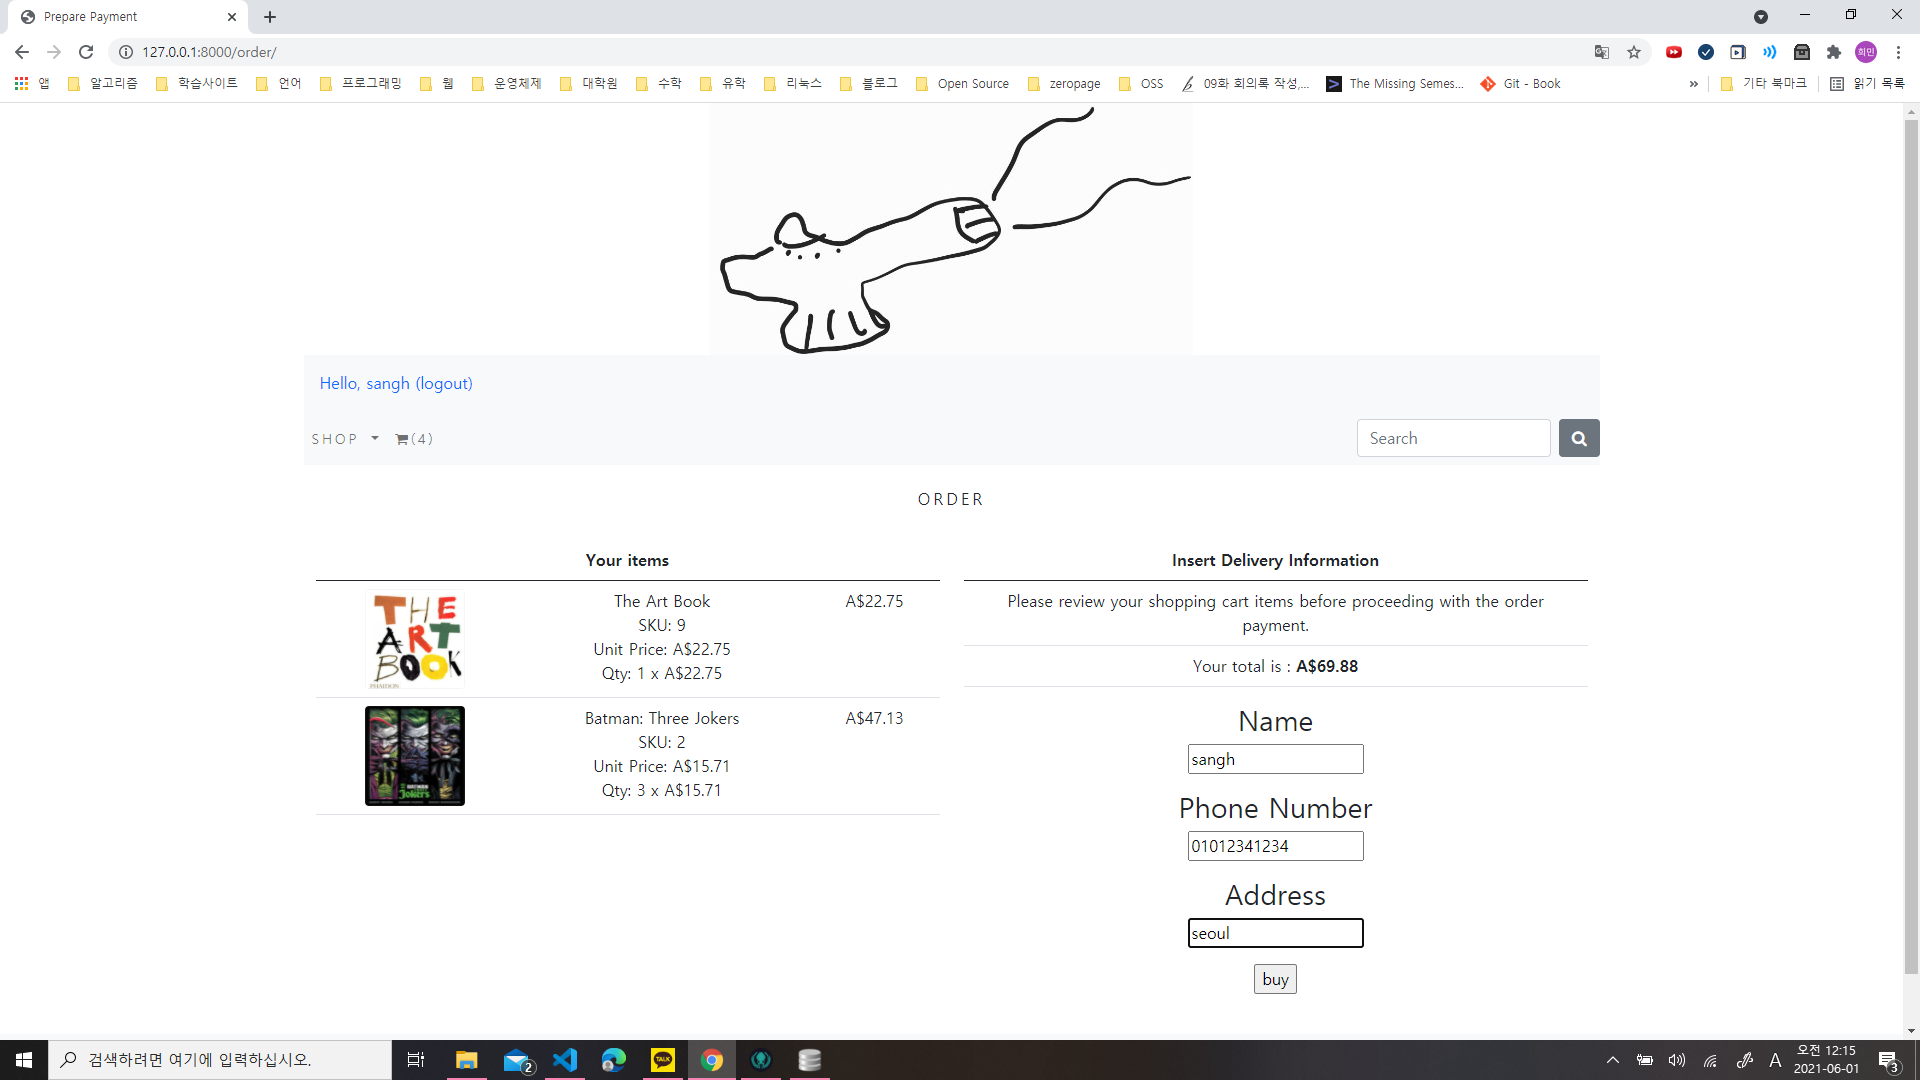 Prepare Payment
127.0.0.1:8000/order/
희민
앱
알고리즘
학습사이트
언어
프로그래밍
웹
운영체제
대학원
수학
유학
리눅스
블로그
Open Source
zeropage
OSS
09화 회의록 작성,...
The Missing Semes...
Git - Book
»
기타 북마크
읽기 목록
Hello, sangh (logout)
SHOP
(4)
Search
ORDER
Your items
THE
ART
BOOK
PHAIDON
The Art Book
SKU: 9
Unit Price: A$22.75
Qty: 1 x A$22.75
A$22.75
BATMAN
Jokers
Batman: Three Jokers
SKU: 2
Unit Price: A$15.71
Qty: 3 x A$15.71
A$47.13
Insert Delivery Information
Please review your shopping cart items before proceeding with the order
payment.
Your total is : A$69.88
Name
sangh
Phone Number
01012341234
Address
seoul
buy
검색하려면 여기에 입력하십시오.
2
TALK
A
오전 12:15
2021-06-01
3